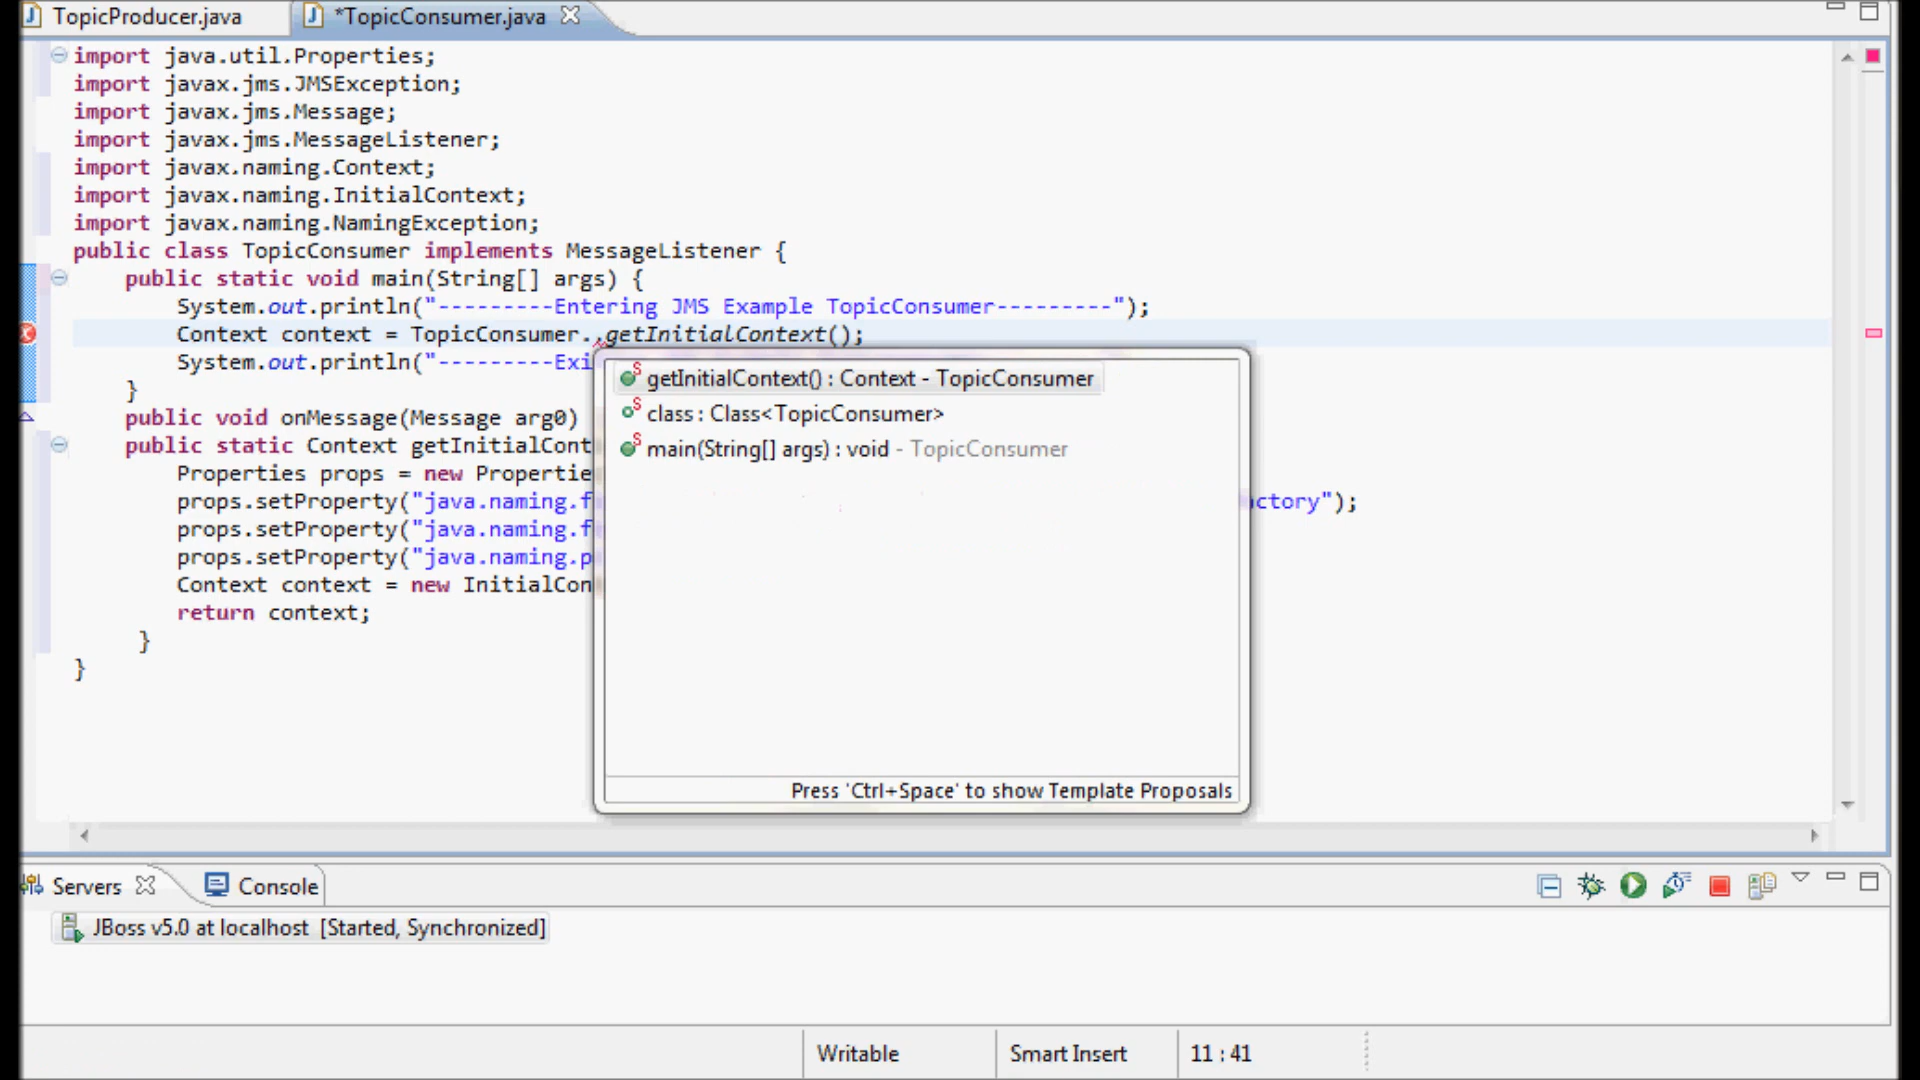 TopicProducer.java
*TopicConsumer.java
import java.util.Properties;
import javax.jms.JMSException;
import javax.jms.Message;
import javax.jms.MessageListener;
import javax.naming.Context;
import javax.naming.InitialContext;
import javax.naming.NamingException;
public class TopicConsumer implements MessageListener {
public static void main(String[] args) {
System.out.println("---------Entering JMS Example TopicConsumer---------");
Context context = TopicConsumer..getInitialContext();
System.out.println("---------Exi
}
public void onMessage(Message arg0)
public static Context getInitialCont
Properties props = new Propertie
props.setProperty("java.naming.f
ctory");
props.setProperty("java.naming.f
props.setProperty("java.naming.p
Context context = new InitialCon
return context;
}
}
getInitialContext() : Context - TopicConsumer
class : Class<TopicConsumer>
main(String[] args) : void - TopicConsumer
Press 'Ctrl+Space' to show Template Proposals
Servers
Console
JBoss v5.0 at localhost [Started, Synchronized]
Writable
Smart Insert
11 : 41